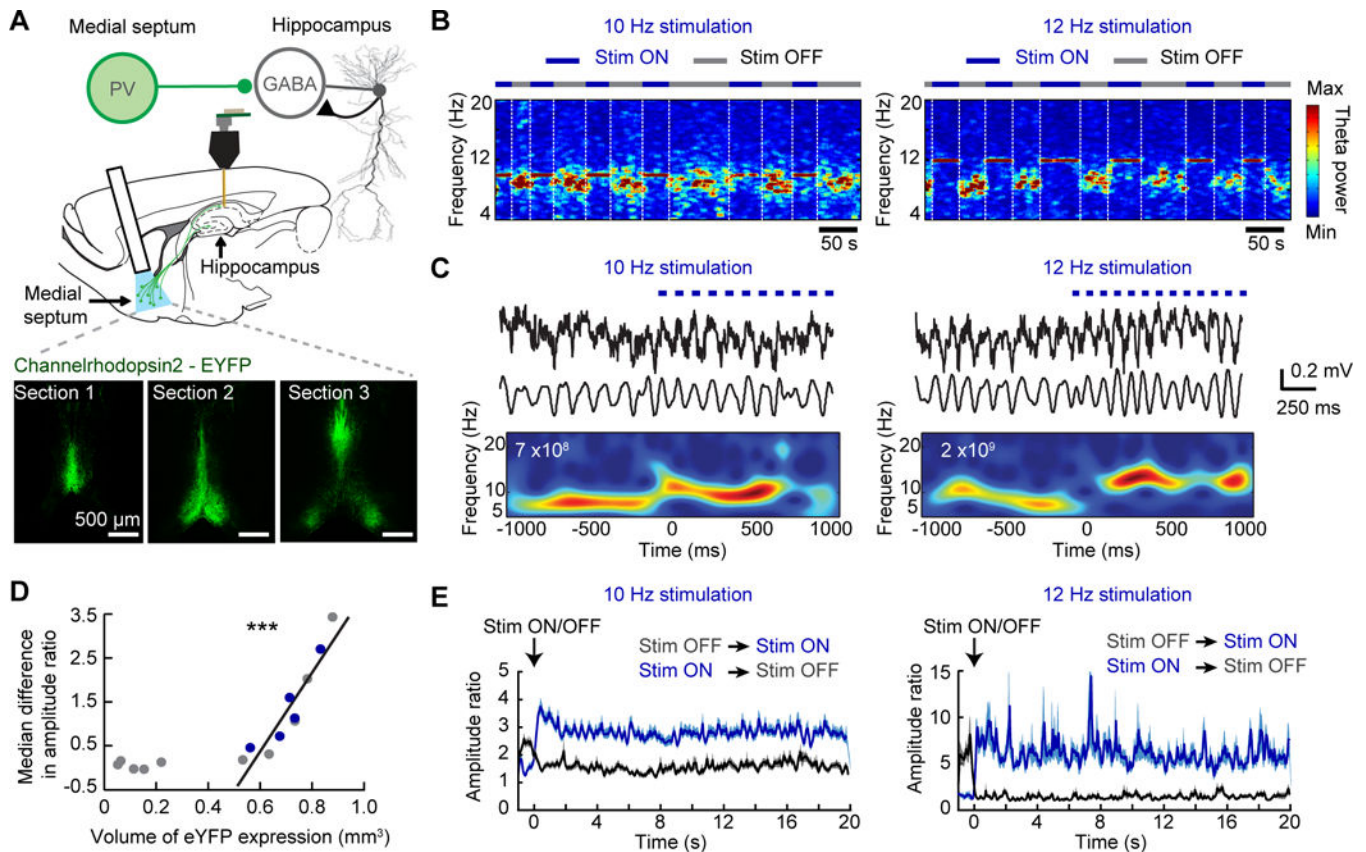 A
Medial septum
Hippocampus
PV
GABA
Hippocampus
Medial
septum
Channelrhodopsin2 - EYFP
Section 1
Section 2
Section 3
500 µm
B
10 Hz stimulation
Stim ON
Stim OFF
20
12
4
Frequency (Hz)
50 s
12 Hz stimulation
Stim ON
Stim OFF
20
12
4
Frequency (Hz)
50 s
Max
Theta power
Min
C
10 Hz stimulation
12 Hz stimulation
0.2 mV
250 ms
Frequency (Hz)
20
10
5
7 x10⁸
-1000 -500 0 500 1000
Time (ms)
Frequency (Hz)
20
10
5
2 x10⁹
-1000 -500 0 500 1000
Time (ms)
D
Median difference
in amplitude ratio
3.5
2.5
1.5
0.5
-0.5
***
0 0.2 0.4 0.6 0.8 1.0
Volume of eYFP expression (mm³)
E
10 Hz stimulation
Stim ON/OFF
Stim OFF Stim ON
Stim ON Stim OFF
Amplitude ratio
5
4
3
2
1
0
0 4 8 12 16 20
Time (s)
12 Hz stimulation
Stim ON/OFF
Stim OFF Stim ON
Stim ON Stim OFF
Amplitude ratio
15
10
5
0
0 4 8 12 16 20
Time (s)